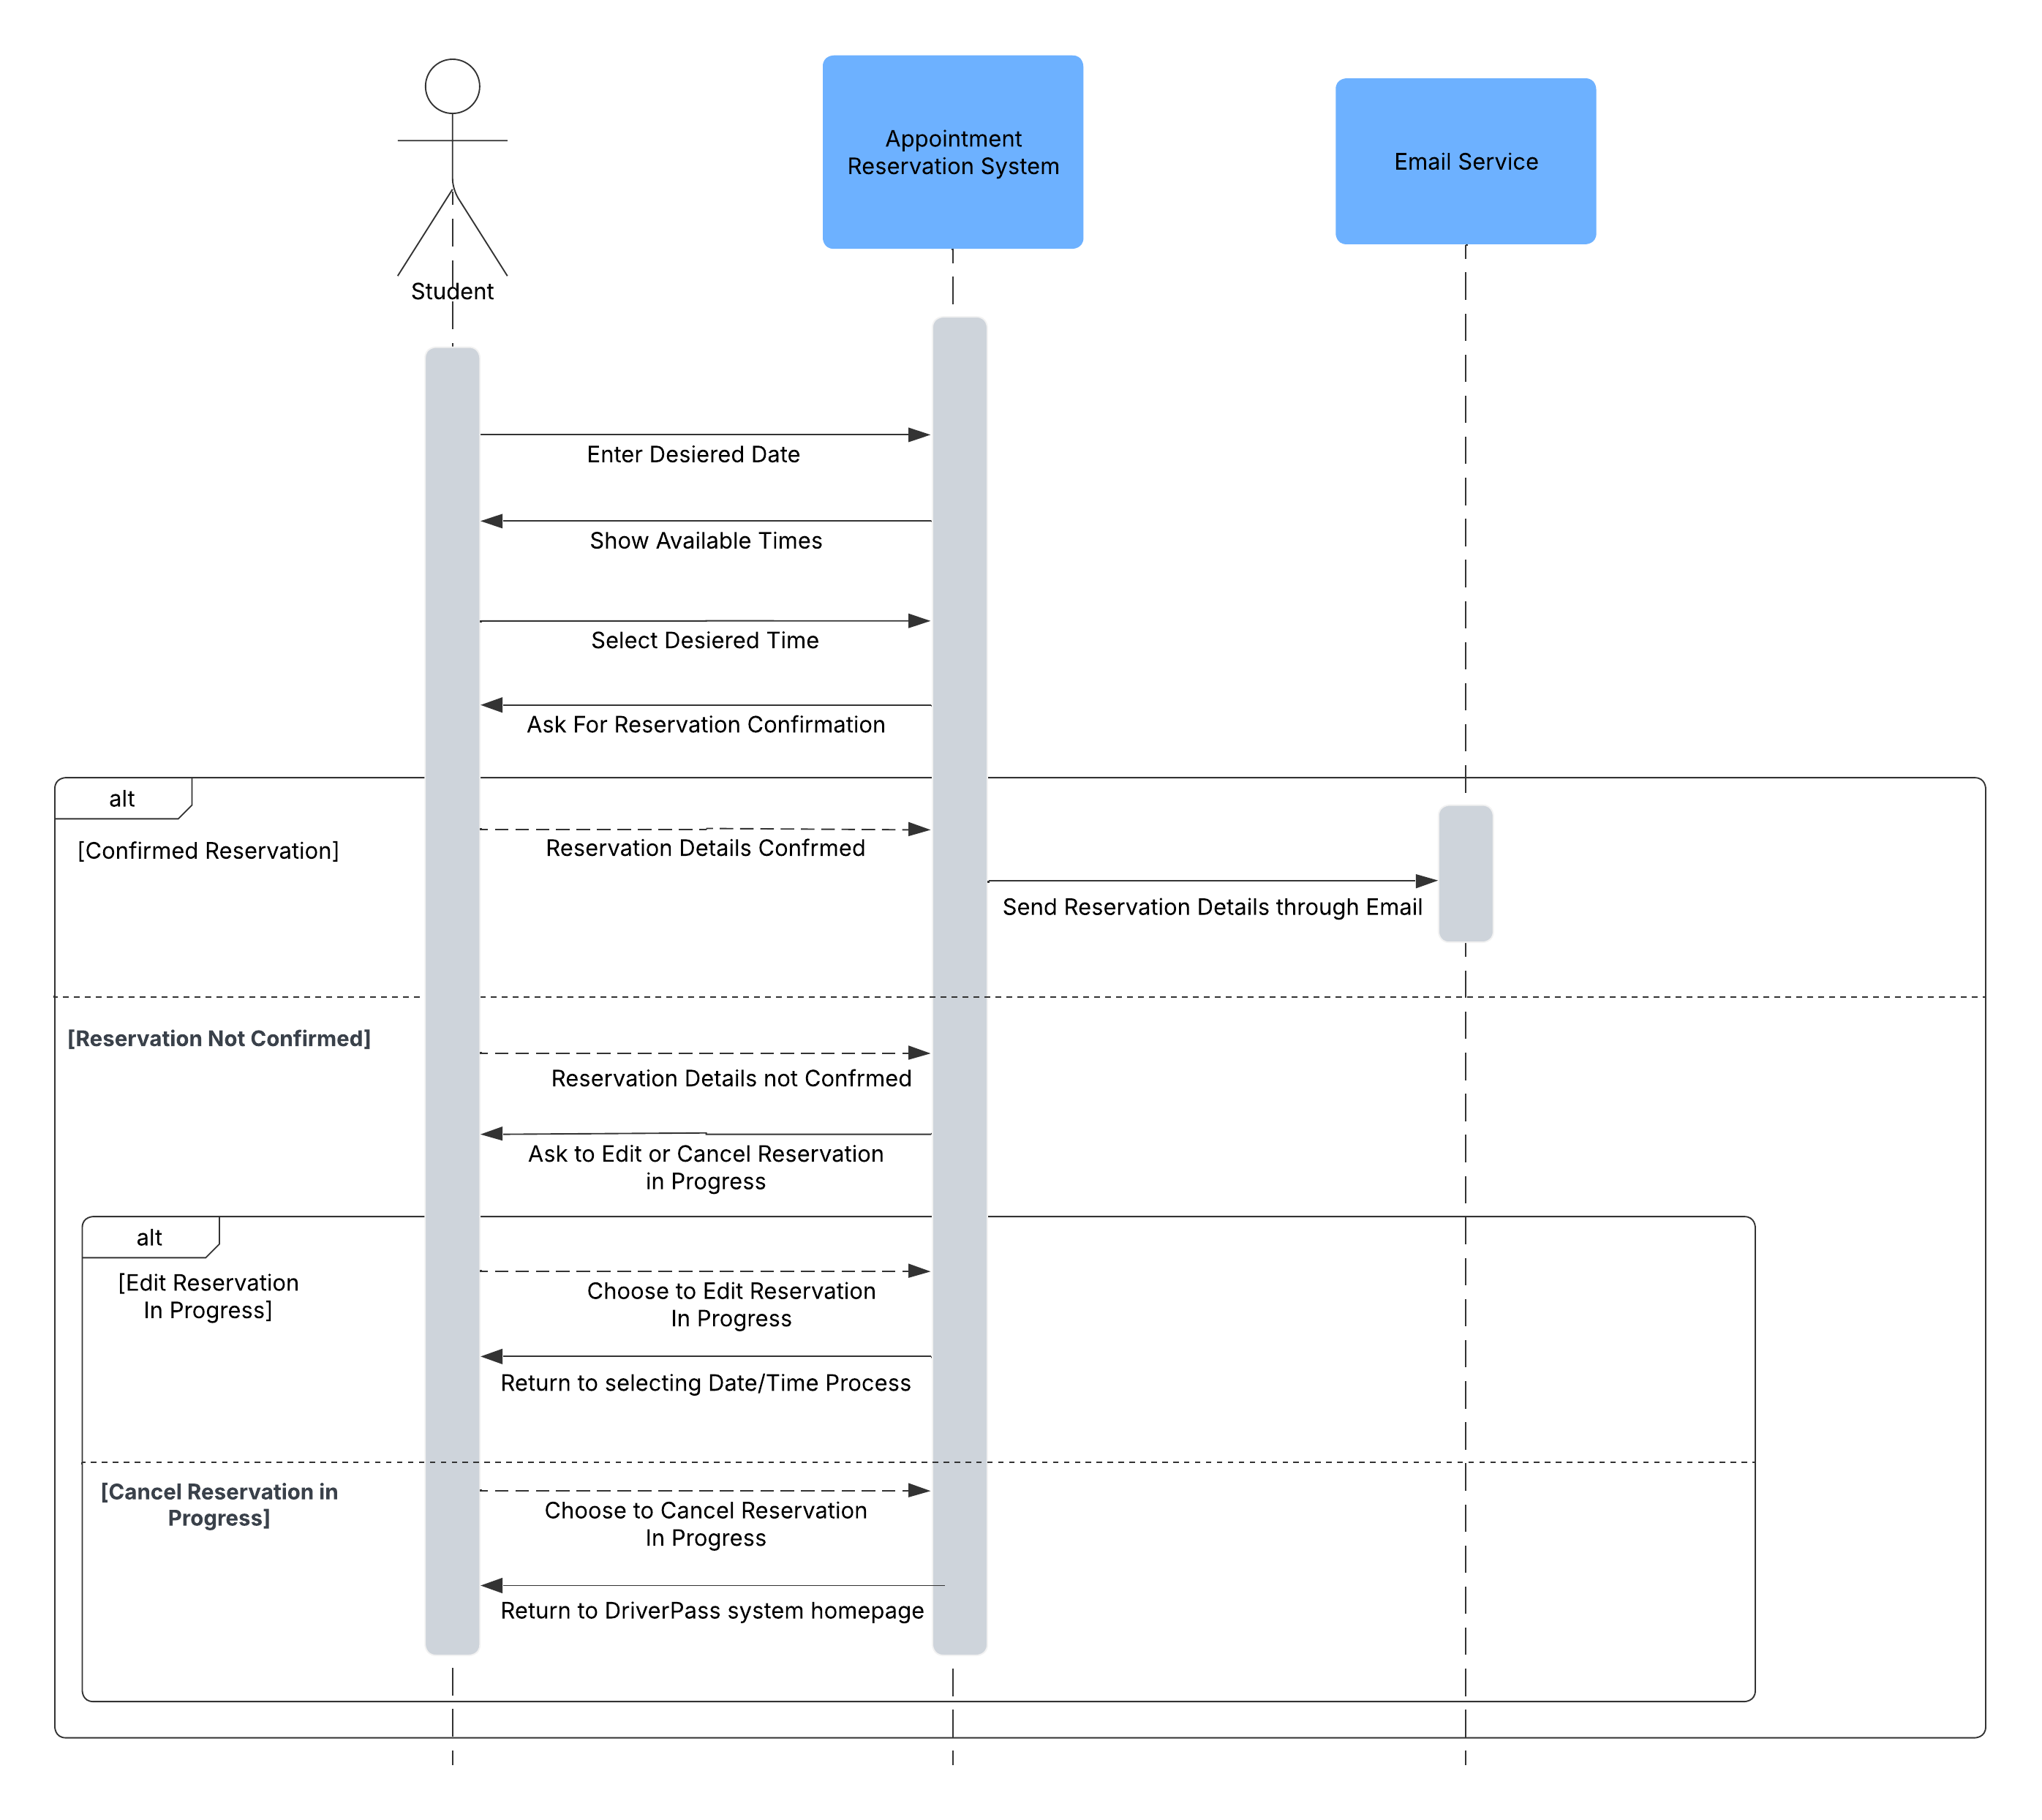 Appointment
Reservation System
Email Service
Student
Enter Desiered Date
Show Available Times
Select Desiered Time
Ask For Reservation Confirmation
alt
[Confirmed Reservation]
Reservation Details Confrmed
Send Reservation Details through Email
[Reservation Not Confirmed]
Reservation Details not Confrmed
Ask to Edit or Cancel Reservation
in Progress
alt
[Edit Reservation
In Progress]
Choose to Edit Reservation
In Progress
Return to selecting Date/Time Process
[Cancel Reservation in
Progress]
Choose to Cancel Reservation
In Progress
Return to DriverPass system homepage